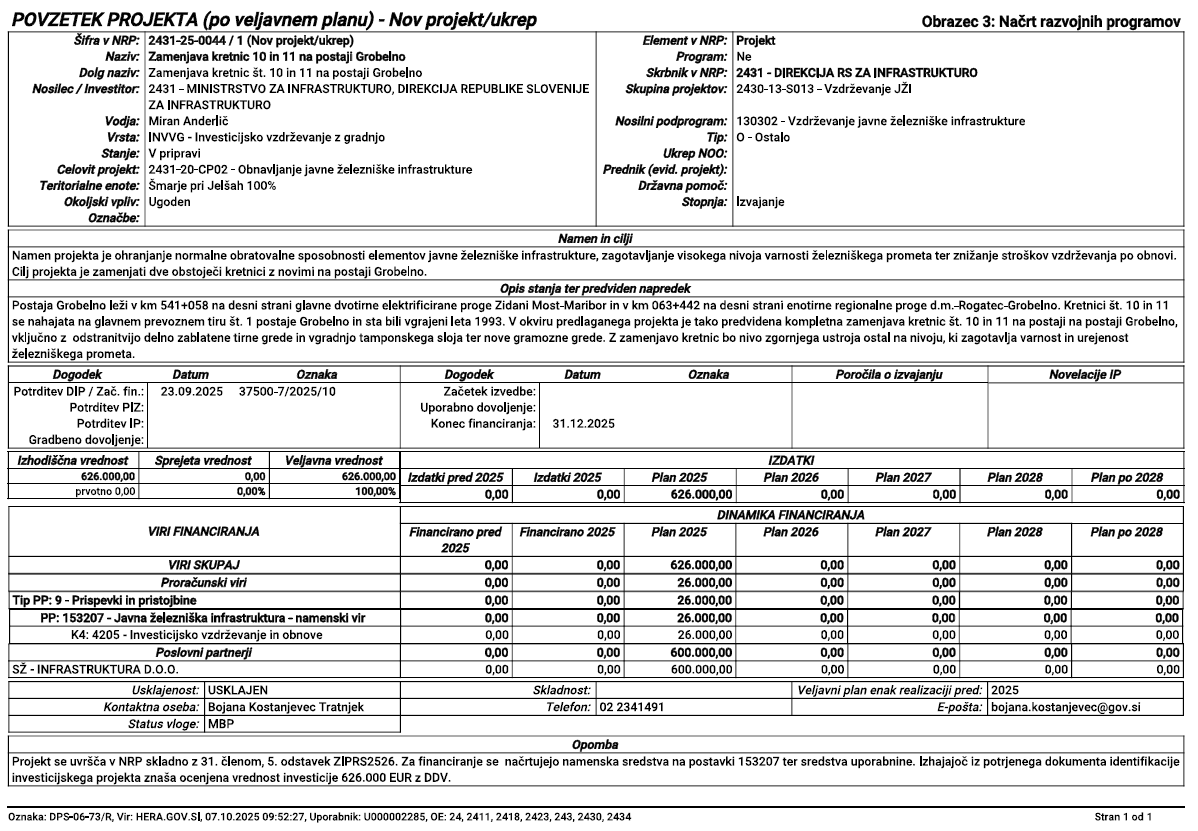 POVZETEK PROJEKTA (po veljavnem planu) - Nov projekt/ukrep
Obrazec 3: Načrt razvojnih programov
Šifra v NRP: 2431-25-0044 / 1 (Nov projekt/ukrep)
Naziv: Zamenjava kretnic 10 in 11 na postaji Grobelno
Dolg naziv: Zamenjava kretnic št. 10 in 11 na postaji Grobelno
Nosilec / Investitor: 2431 - MINISTRSTVO ZA INFRASTRUKTURO, DIREKCIJA REPUBLIKE SLOVENIJE
ZA INFRASTRUKTURO
Vodja: Miran Anderlič
Vrsta: INVVG - Investicijsko vzdrževanje z gradnjo
Stanje: V pripravi
Celovit projekt: 2431-20-CP02 - Obnavljanje javne železniške infrastrukture
Teritorialne enote: Šmarje pri Jelšah 100%
Okoljski vpliv: Ugoden
Označbe:
Element v NRP: Projekt
Program: Ne
Skrbnik v NRP: 2431 - DIREKCIJA RS ZA INFRASTRUKTURO
Skupina projektov: 2430-13-S013 - Vzdrževanje JŽI
Nosilni podprogram: 130302 - Vzdrževanje javne železniške infrastrukture
Tip: O - Ostalo
Ukrep NOO:
Prednik (evid. projekt):
Državna pomoč:
Stopnja: Izvajanje
Namen in cilji
Namen projekta je ohranjanje normalne obratovalne sposobnosti elementov javne železniške infrastrukture, zagotavljanje visokega nivoja varnosti železniškega prometa ter znižanje stroškov vzdrževanja po obnovi.
Cilj projekta je zamenjati dve obstoječi kretnici z novimi na postaji Grobelno.
Opis stanja ter predviden napredek
Postaja Grobelno leži v km 541+058 na desni strani glavne dvotirne elektrificirane proge Zidani Most-Maribor in v km 063+442 na desni strani enotirne regionalne proge d.m.-Rogatec-Grobelno. Kretnici št. 10 in 11
se nahajata na glavnem prevoznem tiru št. 1 postaje Grobelno in sta bili vgrajeni leta 1993. V okviru predlaganega projekta je tako predvidena kompletna zamenjava kretnic št. 10 in 11 na postaji na postaji Grobelno,
vključno z odstranitvijo delno zablatene tirne grede in vgradnjo tamponskega sloja ter nove gramozne grede. Z zamenjavo kretnic bo nivo zgornjega ustroja ostal na nivoju, ki zagotavlja varnost in urejenost
železniškega prometa.
Dogodek Datum Oznaka Dogodek Datum Oznaka Poročila o izvajanju Novelacije IP
Potrditev DIP / Zač. fin.: 23.09.2025 37500-7/2025/10 Začetek izvedbe:
Potrditev PIZ: Uporabno dovoljenje:
Potrditev IP: Konec financiranja: 31.12.2025
Gradbeno dovoljenje:
Izhodiščna vrednost Sprejeta vrednost Veljavna vrednost
626.000,00 0,00 626.000,00
prvotno 0,00 0,00% 100,00%
IZDATKI
Izdatki pred 2025 Izdatki 2025 Plan 2025 Plan 2026 Plan 2027 Plan 2028 Plan po 2028
0,00 0,00 626.000,00 0,00 0,00 0,00 0,00
VIRI FINANCIRANJA
DINAMIKA FINANCIRANJA
Financirano pred 2025 Financirano 2025 Plan 2025 Plan 2026 Plan 2027 Plan 2028 Plan po 2028
VIRI SKUPAJ 0,00 0,00 626.000,00 0,00 0,00 0,00 0,00
Proračunski viri 0,00 0,00 26.000,00 0,00 0,00 0,00 0,00
Tip PP: 9 - Prispevki in pristojbine 0,00 0,00 26.000,00 0,00 0,00 0,00 0,00
PP: 153207 - Javna železniška infrastruktura - namenski vir 0,00 0,00 26.000,00 0,00 0,00 0,00 0,00
K4: 4205 - Investicijsko vzdrževanje in obnove 0,00 0,00 26.000,00 0,00 0,00 0,00 0,00
Poslovni partnerji 0,00 0,00 600.000,00 0,00 0,00 0,00 0,00
SŽ - INFRASTRUKTURA D.O.O. 0,00 0,00 600.000,00 0,00 0,00 0,00 0,00
Usklajenost: USKLAJEN Skladnost: Veljavni plan enak realizaciji pred: 2025
Kontaktna oseba: Bojana Kostanjevec Tratnjek Telefon: 02 2341491 E-pošta: bojana.kostanjevec@gov.si
Status vloge: MBP
Opomba
Projekt se uvršča v NRP skladno z 31. členom, 5. odstavek ZIPRS2526. Za financiranje se načrtujejo namenska sredstva na postavki 153207 ter sredstva uporabnine. Izhajajoč iz potrjenega dokumenta identifikacije
investicijskega projekta znaša ocenjena vrednost investicije 626.000 EUR z DDV.
Oznaka: DPS-06-73/R, Vir: HERA.GOV.SI, 07.10.2025 09:52:27, Uporabnik: U000002285, OE: 24, 2411, 2418, 2423, 243, 2430, 2434
Stran 1 od 1